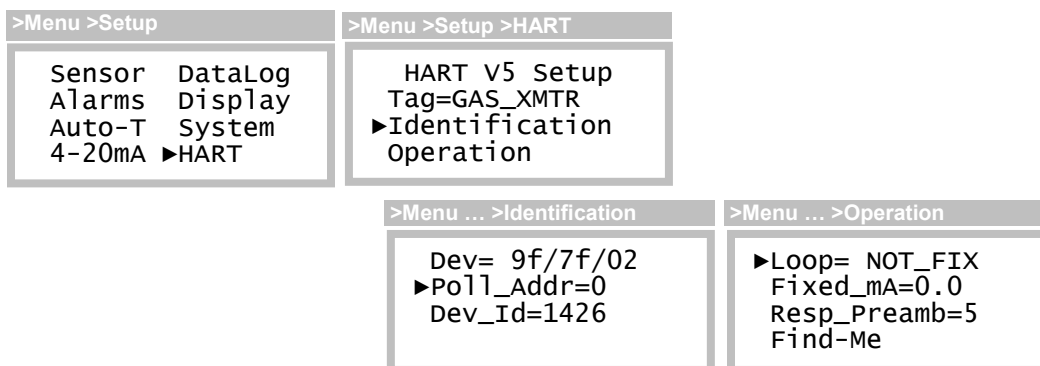 >Menu >Setup
Sensor DataLog
Alarms Display
Auto-T System
4-20mA ►HART
>Menu >Setup >HART
HART V5 Setup
Tag=GAS_XMTR
►Identification
Operation
>Menu … >Identification
Dev= 9f/7f/02
►Poll_Addr=0
Dev_Id=1426
>Menu … >Operation
►Loop= NOT_FIX
Fixed_mA=0.0
Resp_Preamb=5
Find-Me